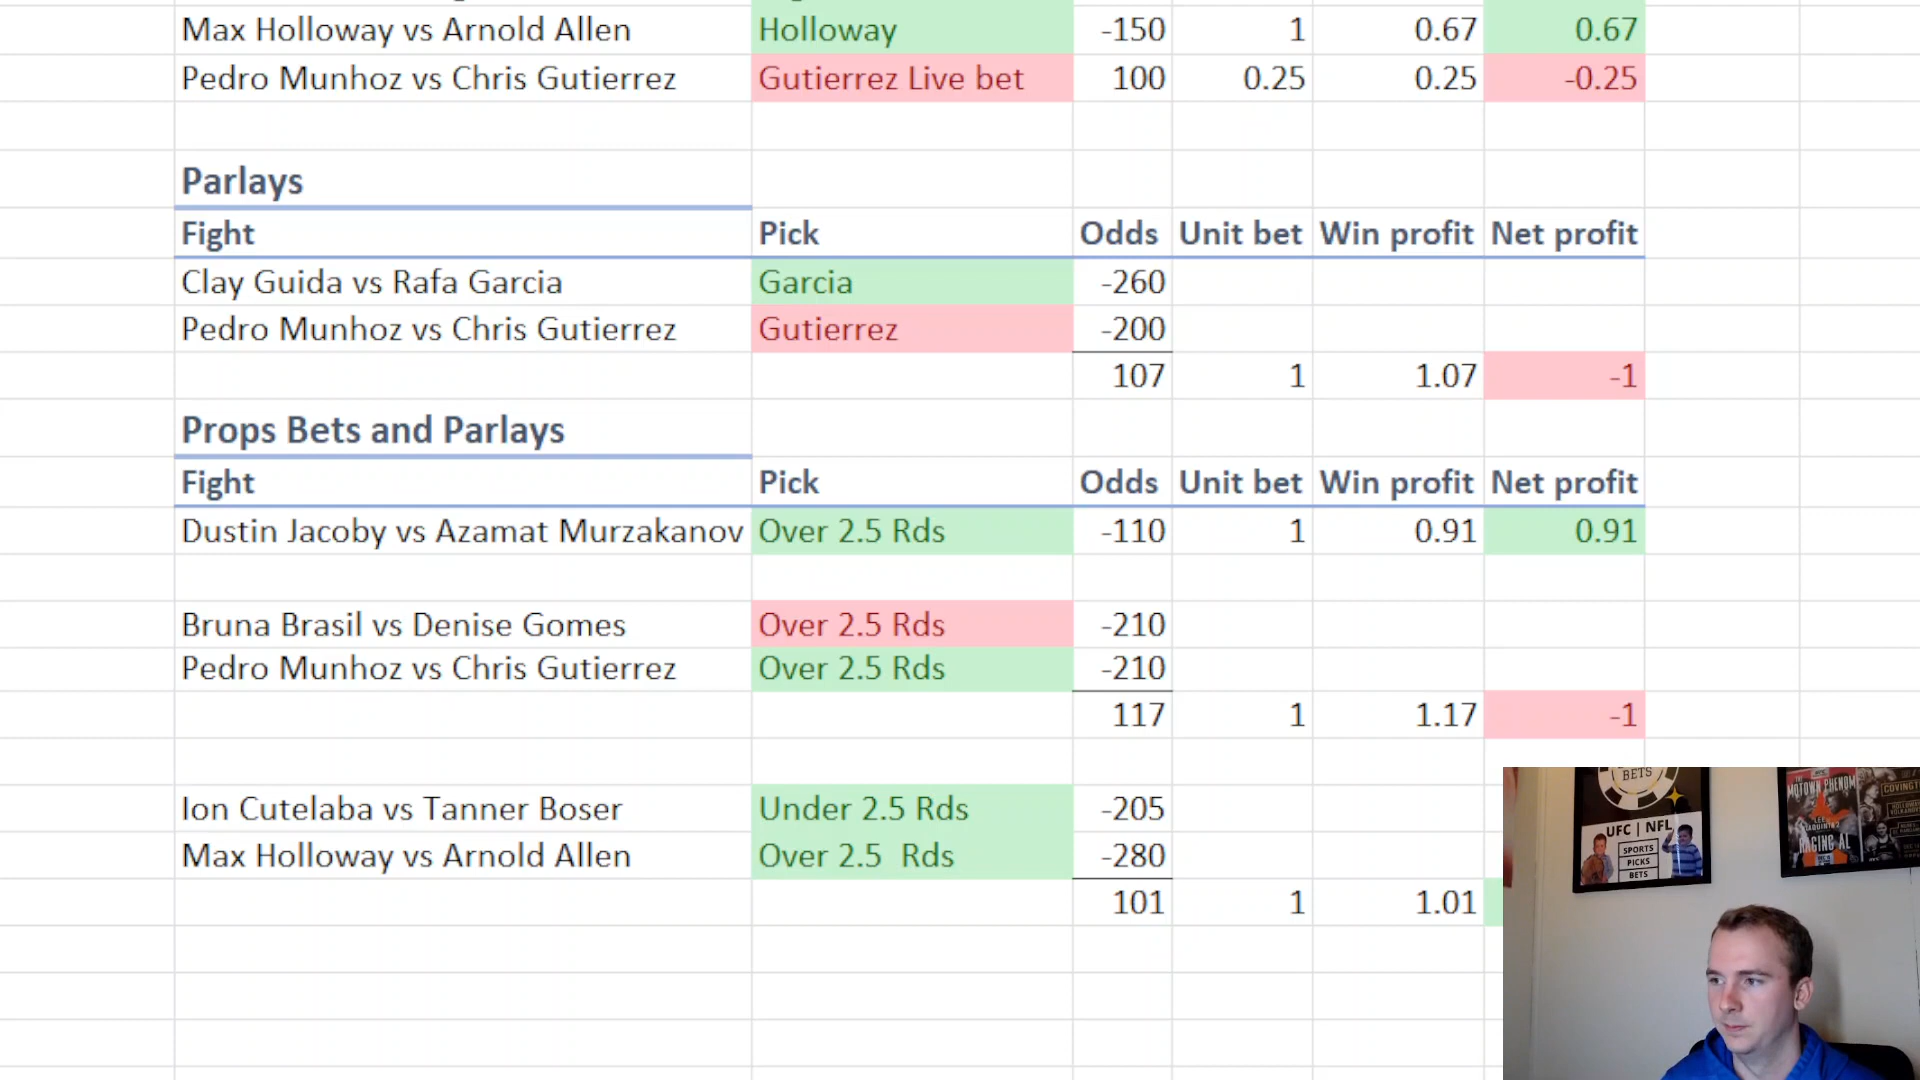 Max Holloway vs Arnold Allen Holloway -150 1 0.67 0.67
Pedro Munhoz vs Chris Gutierrez Gutierrez Live bet 100 0.25 0.25 -0.25
Parlays
Fight Pick Odds Unit bet Win profit Net profit
Clay Guida vs Rafa Garcia Garcia -260
Pedro Munhoz vs Chris Gutierrez Gutierrez -200
107 1 1.07 -1
Props Bets and Parlays
Fight Pick Odds Unit bet Win profit Net profit
Dustin Jacoby vs Azamat Murzakanov Over 2.5 Rds -110 1 0.91 0.91
Bruna Brasil vs Denise Gomes Over 2.5 Rds -210
Pedro Munhoz vs Chris Gutierrez Over 2.5 Rds -210
117 1 1.17 -1
Ion Cutelaba vs Tanner Boser Under 2.5 Rds -205
Max Holloway vs Arnold Allen Over 2.5 Rds -280
101 1 1.01
BETS
UFC | NFL
SPORTS
PICKS
BETS
MOTOWN PHENOM
LEE
IAQUINTA
RAGING AL